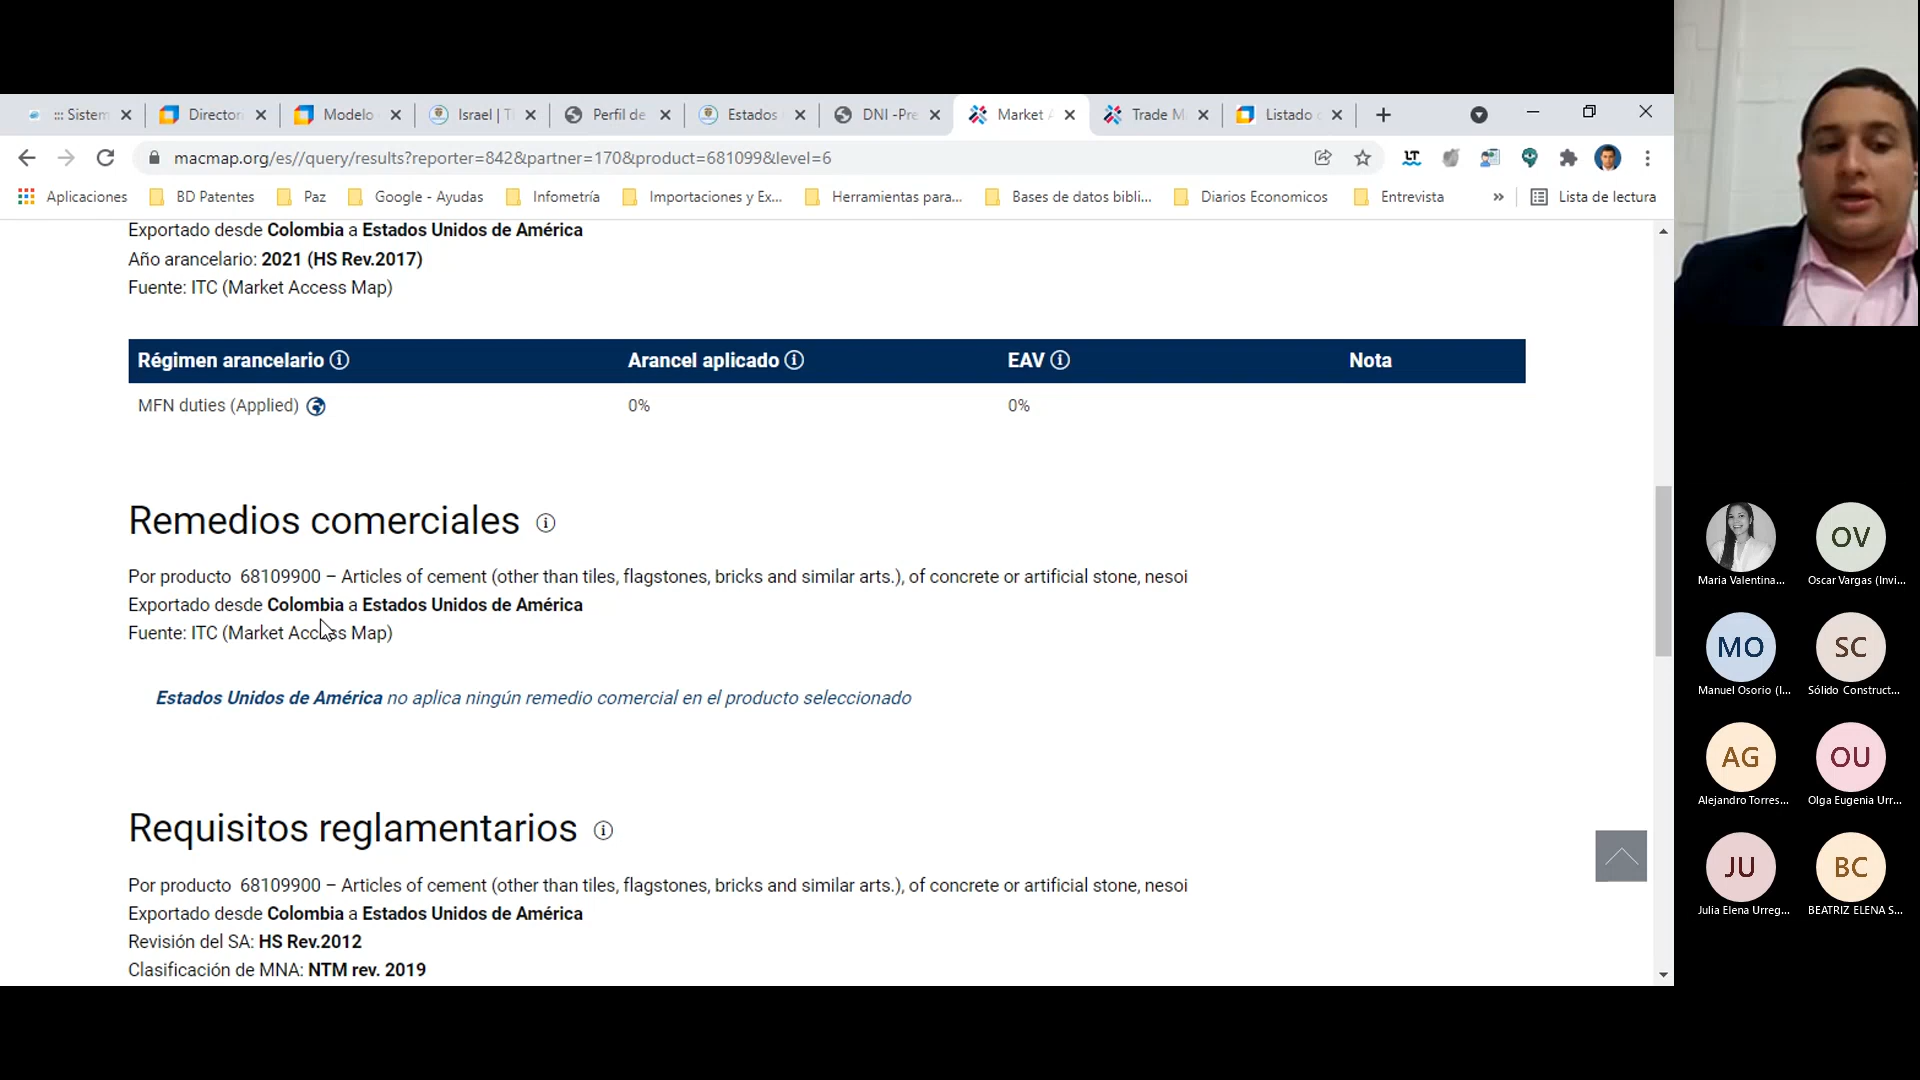 ::: Sistem
Director
Modelo
Israel | T
Perfil de
Estados
DNI -Pre
Market A
Trade M
Listado
macmap.org/es//query/results?reporter=842&partner=170&product=681099&level=6
Aplicaciones
BD Patentes
Paz
Google - Ayudas
Infometría
Importaciones y Ex...
Herramientas para...
Bases de datos bibli...
Diarios Economicos
Entrevista
»
Lista de lectura
Exportado desde Colombia a Estados Unidos de América
Año arancelario: 2021 (HS Rev.2017)
Fuente: ITC (Market Access Map)
Régimen arancelario
Arancel aplicado
EAV
Nota
MFN duties (Applied)
0%
0%
Remedios comerciales
Por producto 68109900 – Articles of cement (other than tiles, flagstones, bricks and similar arts.), of concrete or artificial stone, nesoi
Exportado desde Colombia a Estados Unidos de América
Fuente: ITC (Market Access Map)
Estados Unidos de América no aplica ningún remedio comercial en el producto seleccionado
Requisitos reglamentarios
Por producto 68109900 – Articles of cement (other than tiles, flagstones, bricks and similar arts.), of concrete or artificial stone, nesoi
Exportado desde Colombia a Estados Unidos de América
Revisión del SA: HS Rev.2012
Clasificación de MNA: NTM rev. 2019
Maria Valentina...
OV
Oscar Vargas (Invi...
MO
Manuel Osorio (I...
SC
Sólido Construct...
AG
Alejandro Torres...
OU
Olga Eugenia Urr...
JU
Julia Elena Urreg...
BC
BEATRIZ ELENA S...